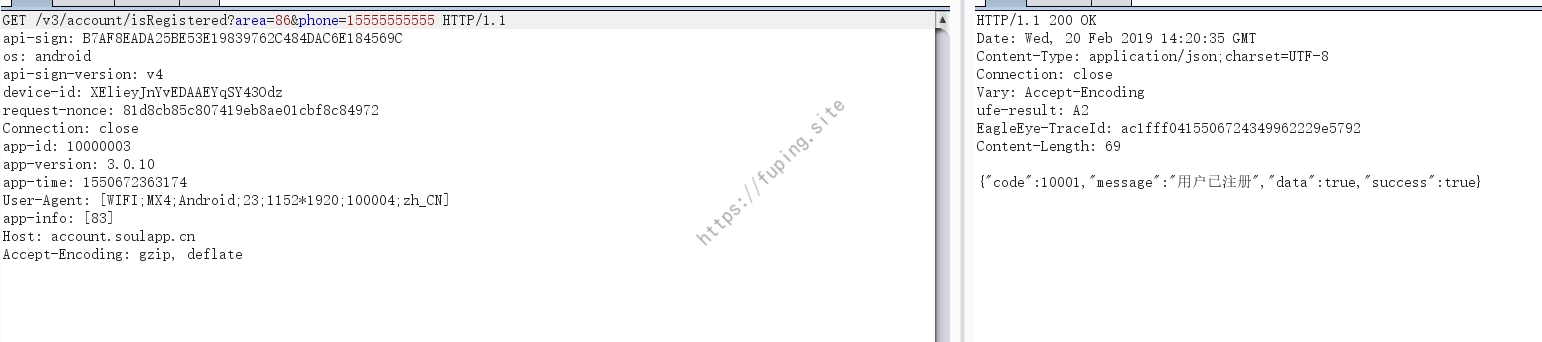 GET /v3/account/isRegistered?area=86&phone=15555555555 HTTP/1.1
api-sign: B7AF8EADA25BE53E19839762C484DAC6E184569C
os: android
api-sign-version: v4
device-id: XElieyJnYvEDAAEYqSY43Odz
request-nonce: 81d8cb85c807419eb8ae01cbf8c84972
Connection: close
app-id: 10000003
app-version: 3.0.10
app-time: 1550672363174
User-Agent: [WIFI;MX4;Android;23;1152*1920;100004;zh_CN]
app-info: [83]
Host: account.soulapp.cn
Accept-Encoding: gzip, deflate
https://fuping.site
HTTP/1.1 200 OK
Date: Wed, 20 Feb 2019 14:20:35 GMT
Content-Type: application/json;charset=UTF-8
Connection: close
Vary: Accept-Encoding
ufe-result: A2
EagleEye-TraceId: ac1fff0415506724349962229e5792
Content-Length: 69
{"code":10001,"message":"用户已注册","data":true,"success":true}